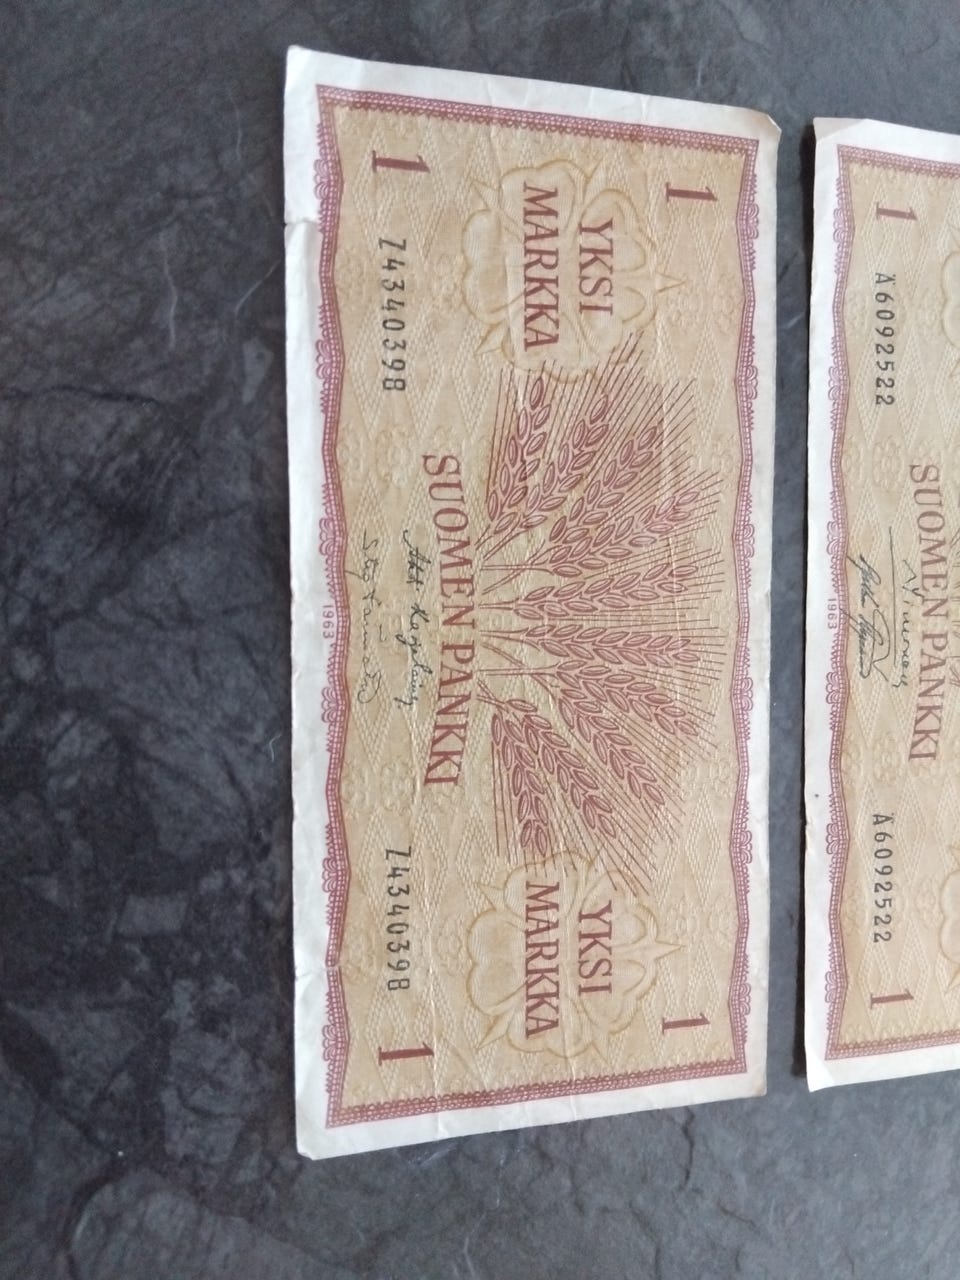 1
1
YKSI
MARKKA
YKSI
MARKKA
Z4340398
SUOMEN PANKKI
Z4340398
1963
1
1
1
A6092522
SUOMEN PANKKI
1963
A6092522
1